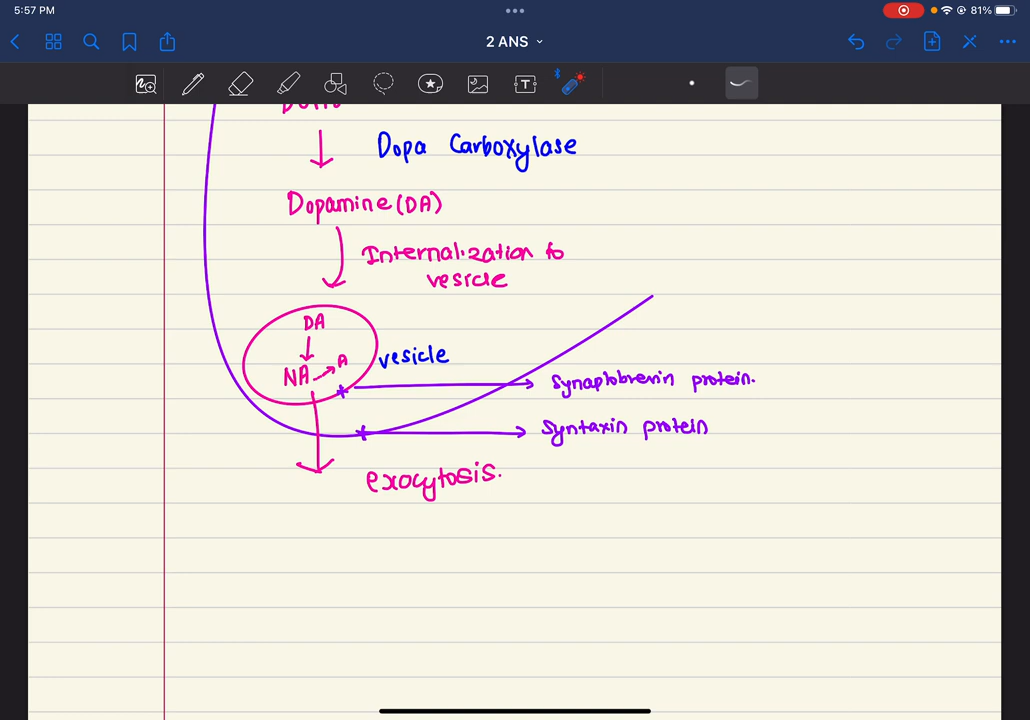 5:57 PM
81%
2 ANS
Dopa Carboxylase
Dopamine (DA)
Internalization to
vesicle
DA
NA → A
vesicle
Synaptobrevin protein.
Syntaxin protein
exocytosis.